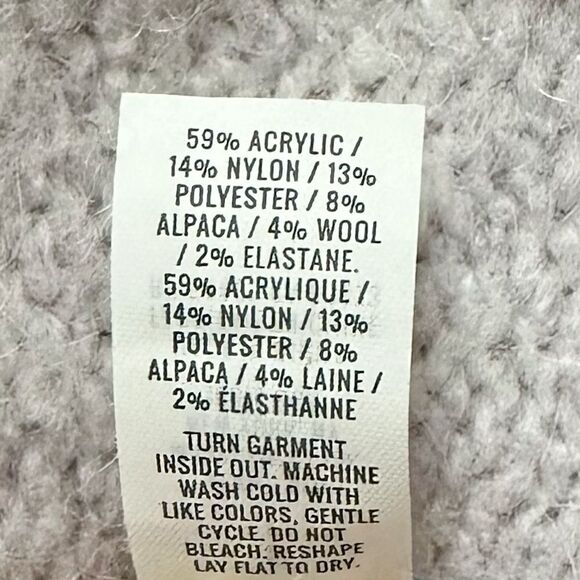 59% ACRYLIC /
14% NYLON / 13%
POLYESTER / 8%
ALPACA / 4% WOOL
/ 2% ELASTANE.
59% ACRYLIQUE /
14% NYLON / 13%
POLYESTER / 8%
ALPACA / 4% LAINE /
2% ÉLASTHANNE
TURN GARMENT
INSIDE OUT. MACHINE
WASH COLD WITH
LIKE COLORS, GENTLE
CYCLE. DO NOT
BLEACH. RESHAPE
LAY FLAT TO DRY.